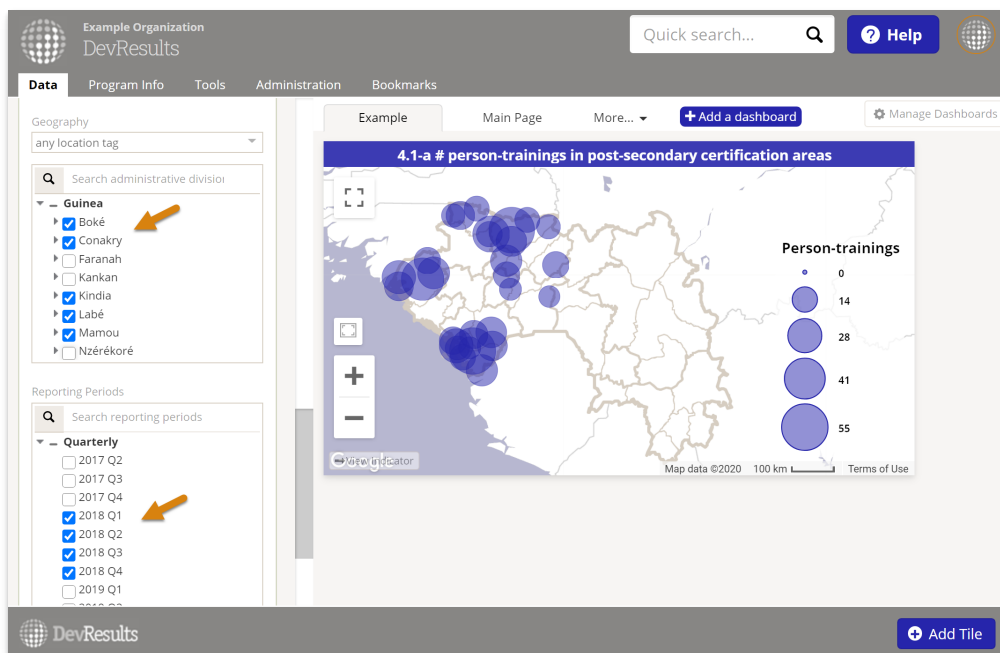 Example Organization
DevResults
Quick search...
Help
Data
Program Info
Tools
Administration
Bookmarks
Geography
any location tag
Search administrative division
Guinea
Boké
Conakry
Faranah
Kankan
Kindia
Labé
Mamou
Nzérékoré
Reporting Periods
Search reporting periods
Quarterly
2017 Q2
2017 Q3
2017 Q4
2018 Q1
2018 Q2
2018 Q3
2018 Q4
2019 Q1
Example
Main Page
More...
Add a dashboard
Manage Dashboards
4.1-a # person-trainings in post-secondary certification areas
Person-trainings
0
14
28
41
55
Google
View Indicator
Map data ©2020
100 km
Terms of Use
DevResults
Add Tile